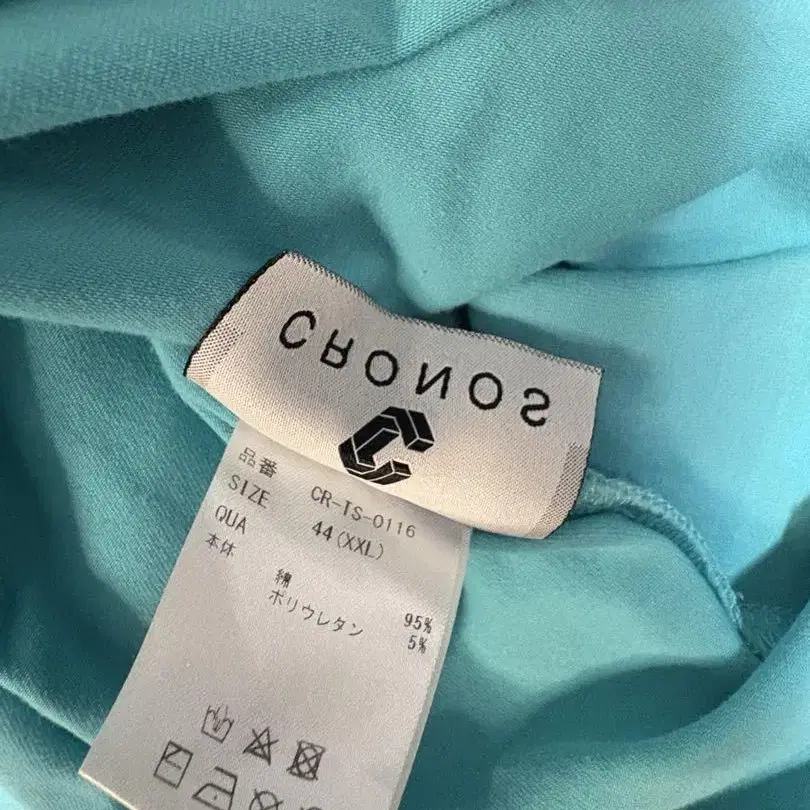 CRONOS
品番 CR-TS-0116
SIZE 44(XXL)
QUA
本体
綿 95%
ポリウレタン 5%